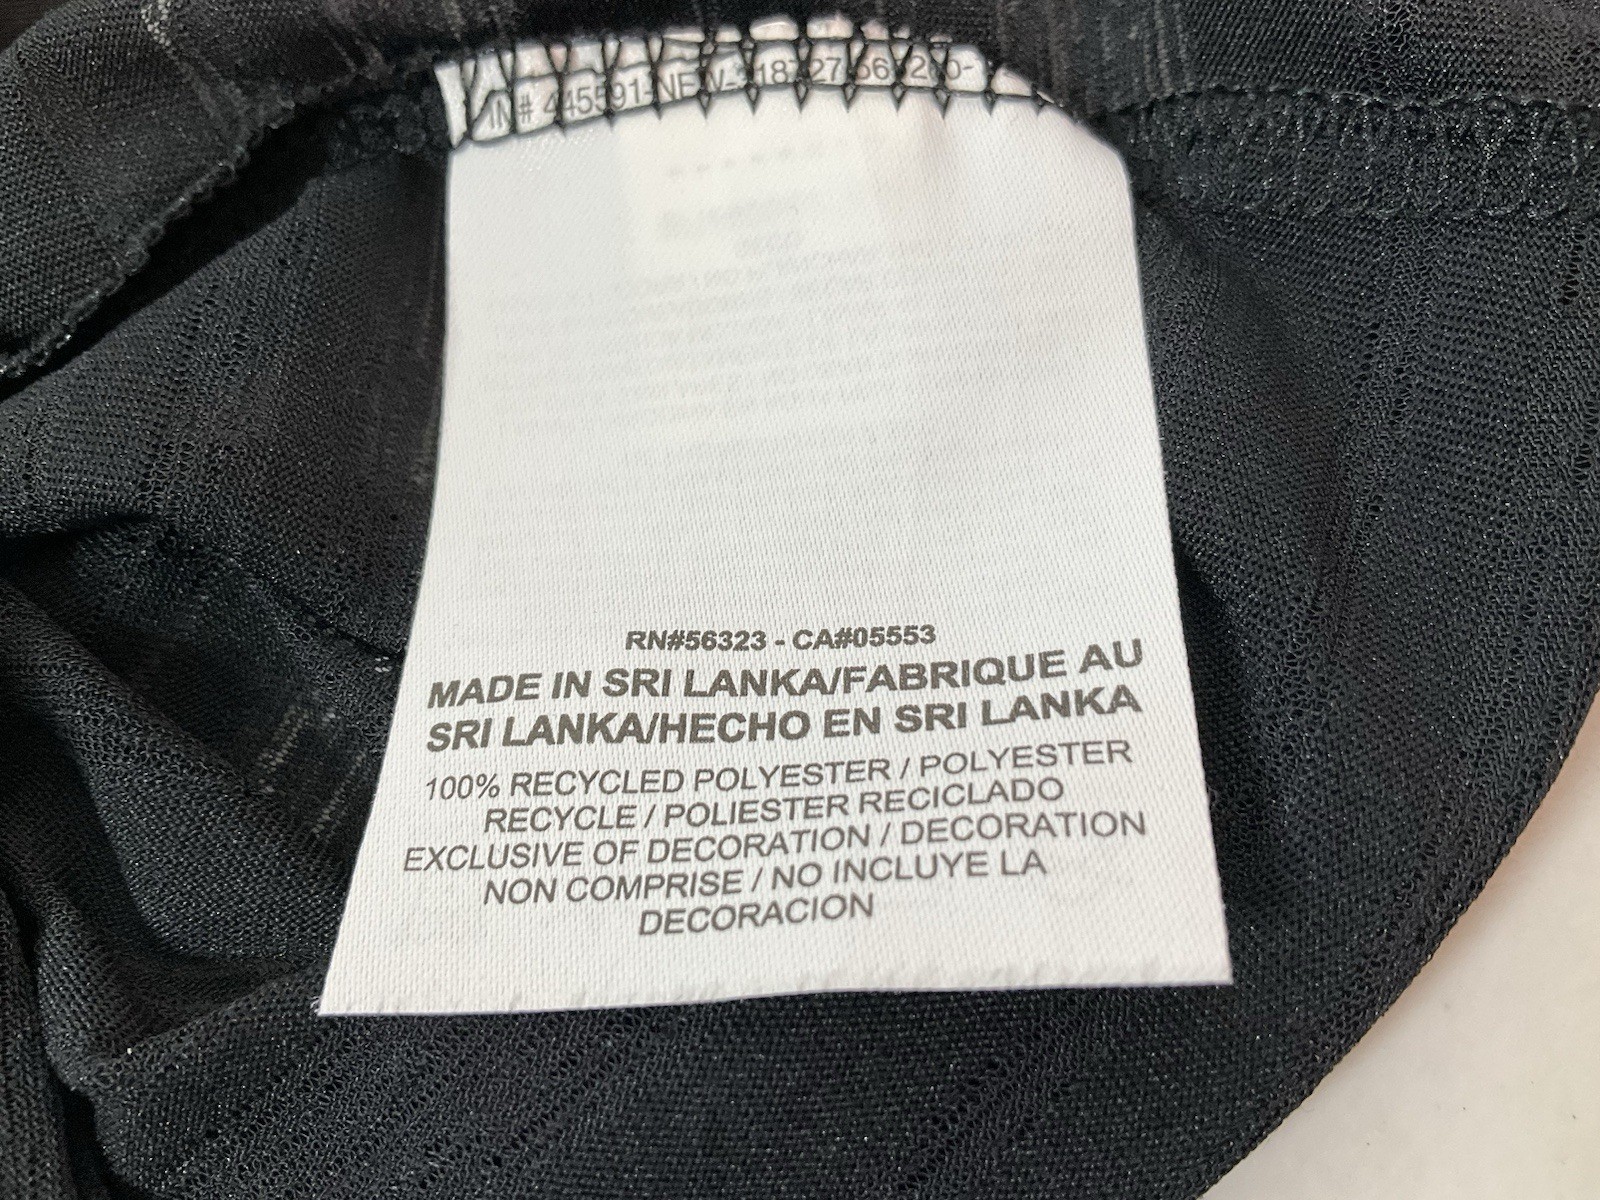 RN#56323 - CA#05553
MADE IN SRI LANKA/FABRIQUE AU
SRI LANKA/HECHO EN SRI LANKA
100% RECYCLED POLYESTER / POLYESTER
RECYCLE / POLIESTER RECICLADO
EXCLUSIVE OF DECORATION / DECORATION
NON COMPRISE / NO INCLUYE LA
DECORACION